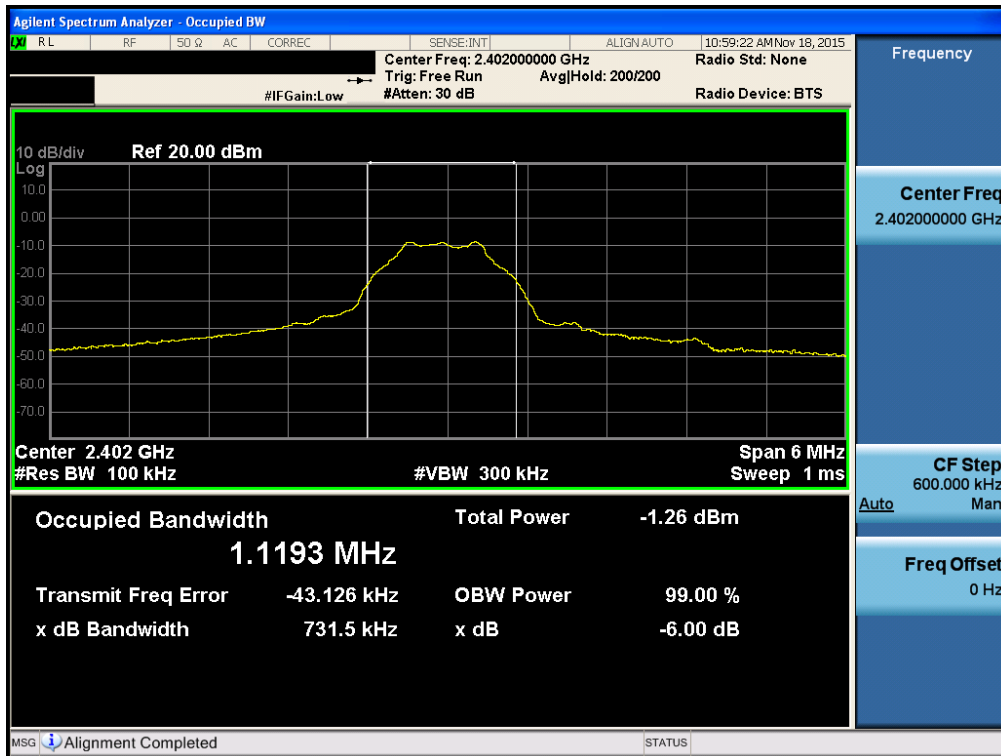 Agilent Spectrum Analyzer - Occupied BW
LXI RL RF 50 Ω AC CORREC SENSE:INT ALIGNAUTO 10:59:22 AM Nov 18, 2015
Center Freq: 2.402000000 GHz Radio Std: None
Trig: Free Run Avg|Hold: 200/200
#IFGain:Low #Atten: 30 dB Radio Device: BTS
10 dB/div Ref 20.00 dBm
Log
10.0
0.00
-10.0
-20.0
-30.0
-40.0
-50.0
-60.0
-70.0
Center 2.402 GHz Span 6 MHz
#Res BW 100 kHz #VBW 300 kHz Sweep 1 ms
Occupied Bandwidth Total Power -1.26 dBm
1.1193 MHz
Transmit Freq Error -43.126 kHz OBW Power 99.00 %
x dB Bandwidth 731.5 kHz x dB -6.00 dB
Frequency
Center Freq
2.402000000 GHz
CF Step
600.000 kHz
Auto Man
Freq Offset
0 Hz
MSG Alignment Completed STATUS